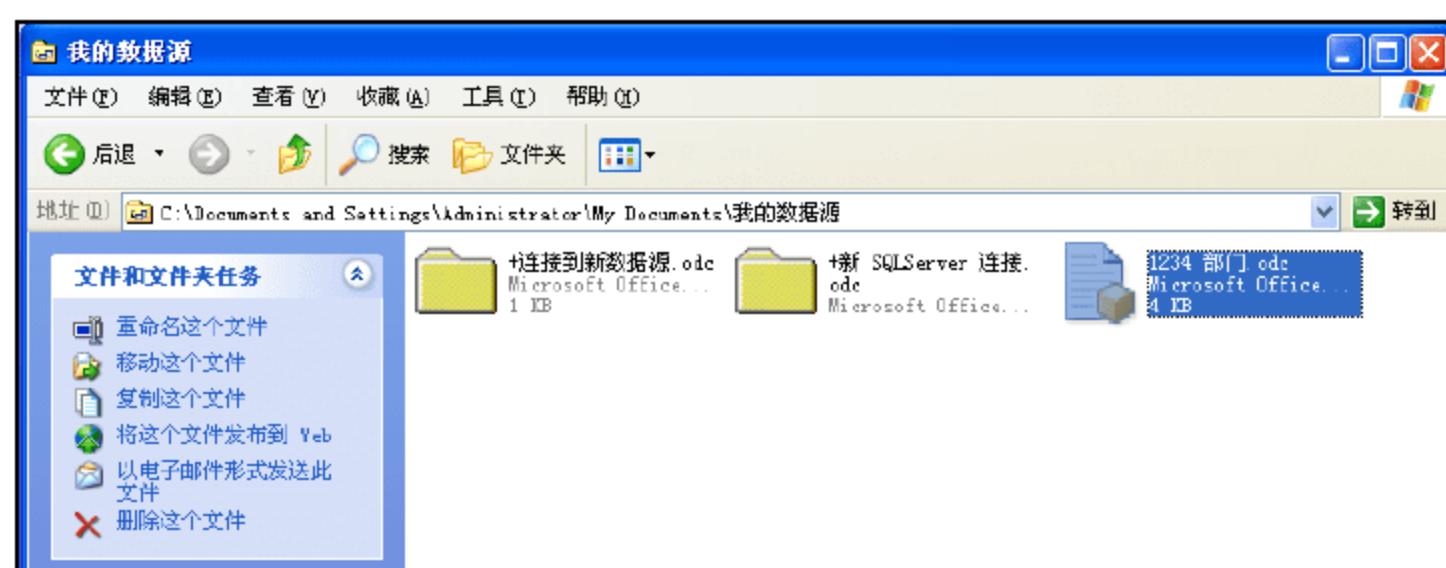 我的数据源
文件(F) 编辑(E) 查看(V) 收藏(A) 工具(T) 帮助(H)
后退 搜索 文件夹
地址(D) C:\Documents and Settings\Administrator\My Documents\我的数据源 转到
文件和文件夹任务
重命名这个文件
移动这个文件
复制这个文件
将这个文件发布到 Web
以电子邮件形式发送此
文件
删除这个文件
+连接到新数据源.odc
Microsoft Office...
1 KB
+新 SQLServer 连接.
odc
Microsoft Office...
1234 部门.odc
Microsoft Office...
4 KB